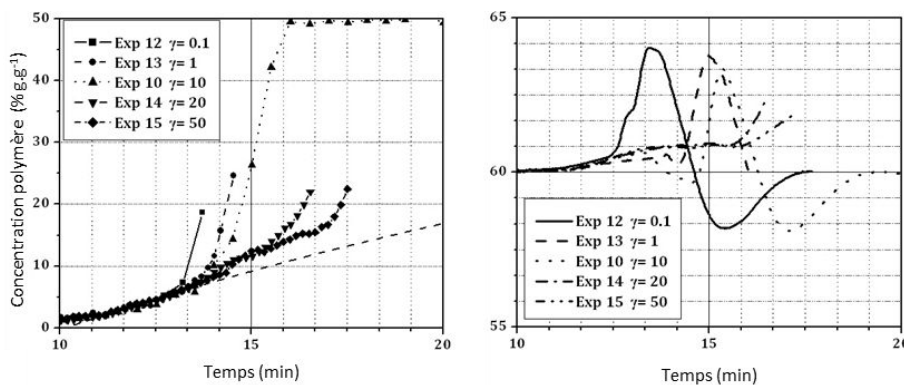 50
40
30
20
10
0
Concentration polymère (% g.g⁻¹)
Exp 12 γ= 0.1
Exp 13 γ= 1
Exp 10 γ= 10
Exp 14 γ= 20
Exp 15 γ= 50
10
15
20
Temps (min)
65
60
55
Exp 12 γ= 0.1
Exp 13 γ= 1
Exp 10 γ= 10
Exp 14 γ= 20
Exp 15 γ= 50
10
15
20
Temps (min)